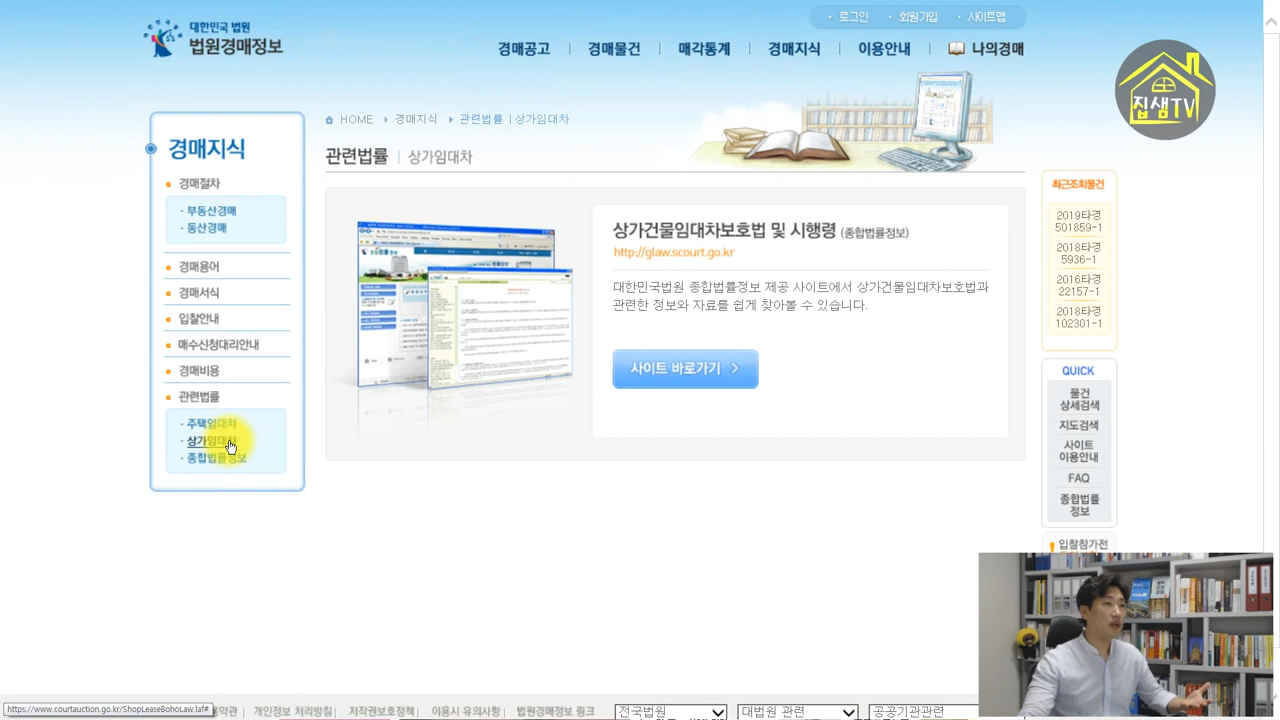 로그인
회원가입
사이트맵
대한민국 법원
법원경매정보
경매공고 | 경매물건 | 매각통계 | 경매지식 | 이용안내 | 나의경매
집샘TV
경매지식
경매절차
· 부동산경매
· 동산경매
경매용어
경매서식
입찰안내
매수신청대리안내
경매비용
관련법률
· 주택임대차
· 상가임대차
· 종합법률정보
HOME 경매지식 관련법률 | 상가임대차
관련법률 | 상가임대차
상가건물임대차보호법 및 시행령 (종합법률정보)
http://glaw.scourt.go.kr
대한민국법원 종합법률정보 제공 사이트에서 상가건물임대차보호법과
관련한 정보와 자료를 쉽게 찾아볼 수 있습니다.
사이트 바로가기 >
최근조회물건
2019타경
501859-1
2018타경
5936-1
2016타경
22157-1
2018타경
102301-1
QUICK
물건
상세검색
지도검색
사이트
이용안내
FAQ
종합법률
정보
입찰참가전
https://www.courtauction.go.kr/ShopLeaseBohoLaw.laf#
용약관 | 개인정보 처리방침 | 저작권보호정책 | 이용시 유의사항 | 법원경매정보 링크
전국법원
대법원 관련
공공기관관련